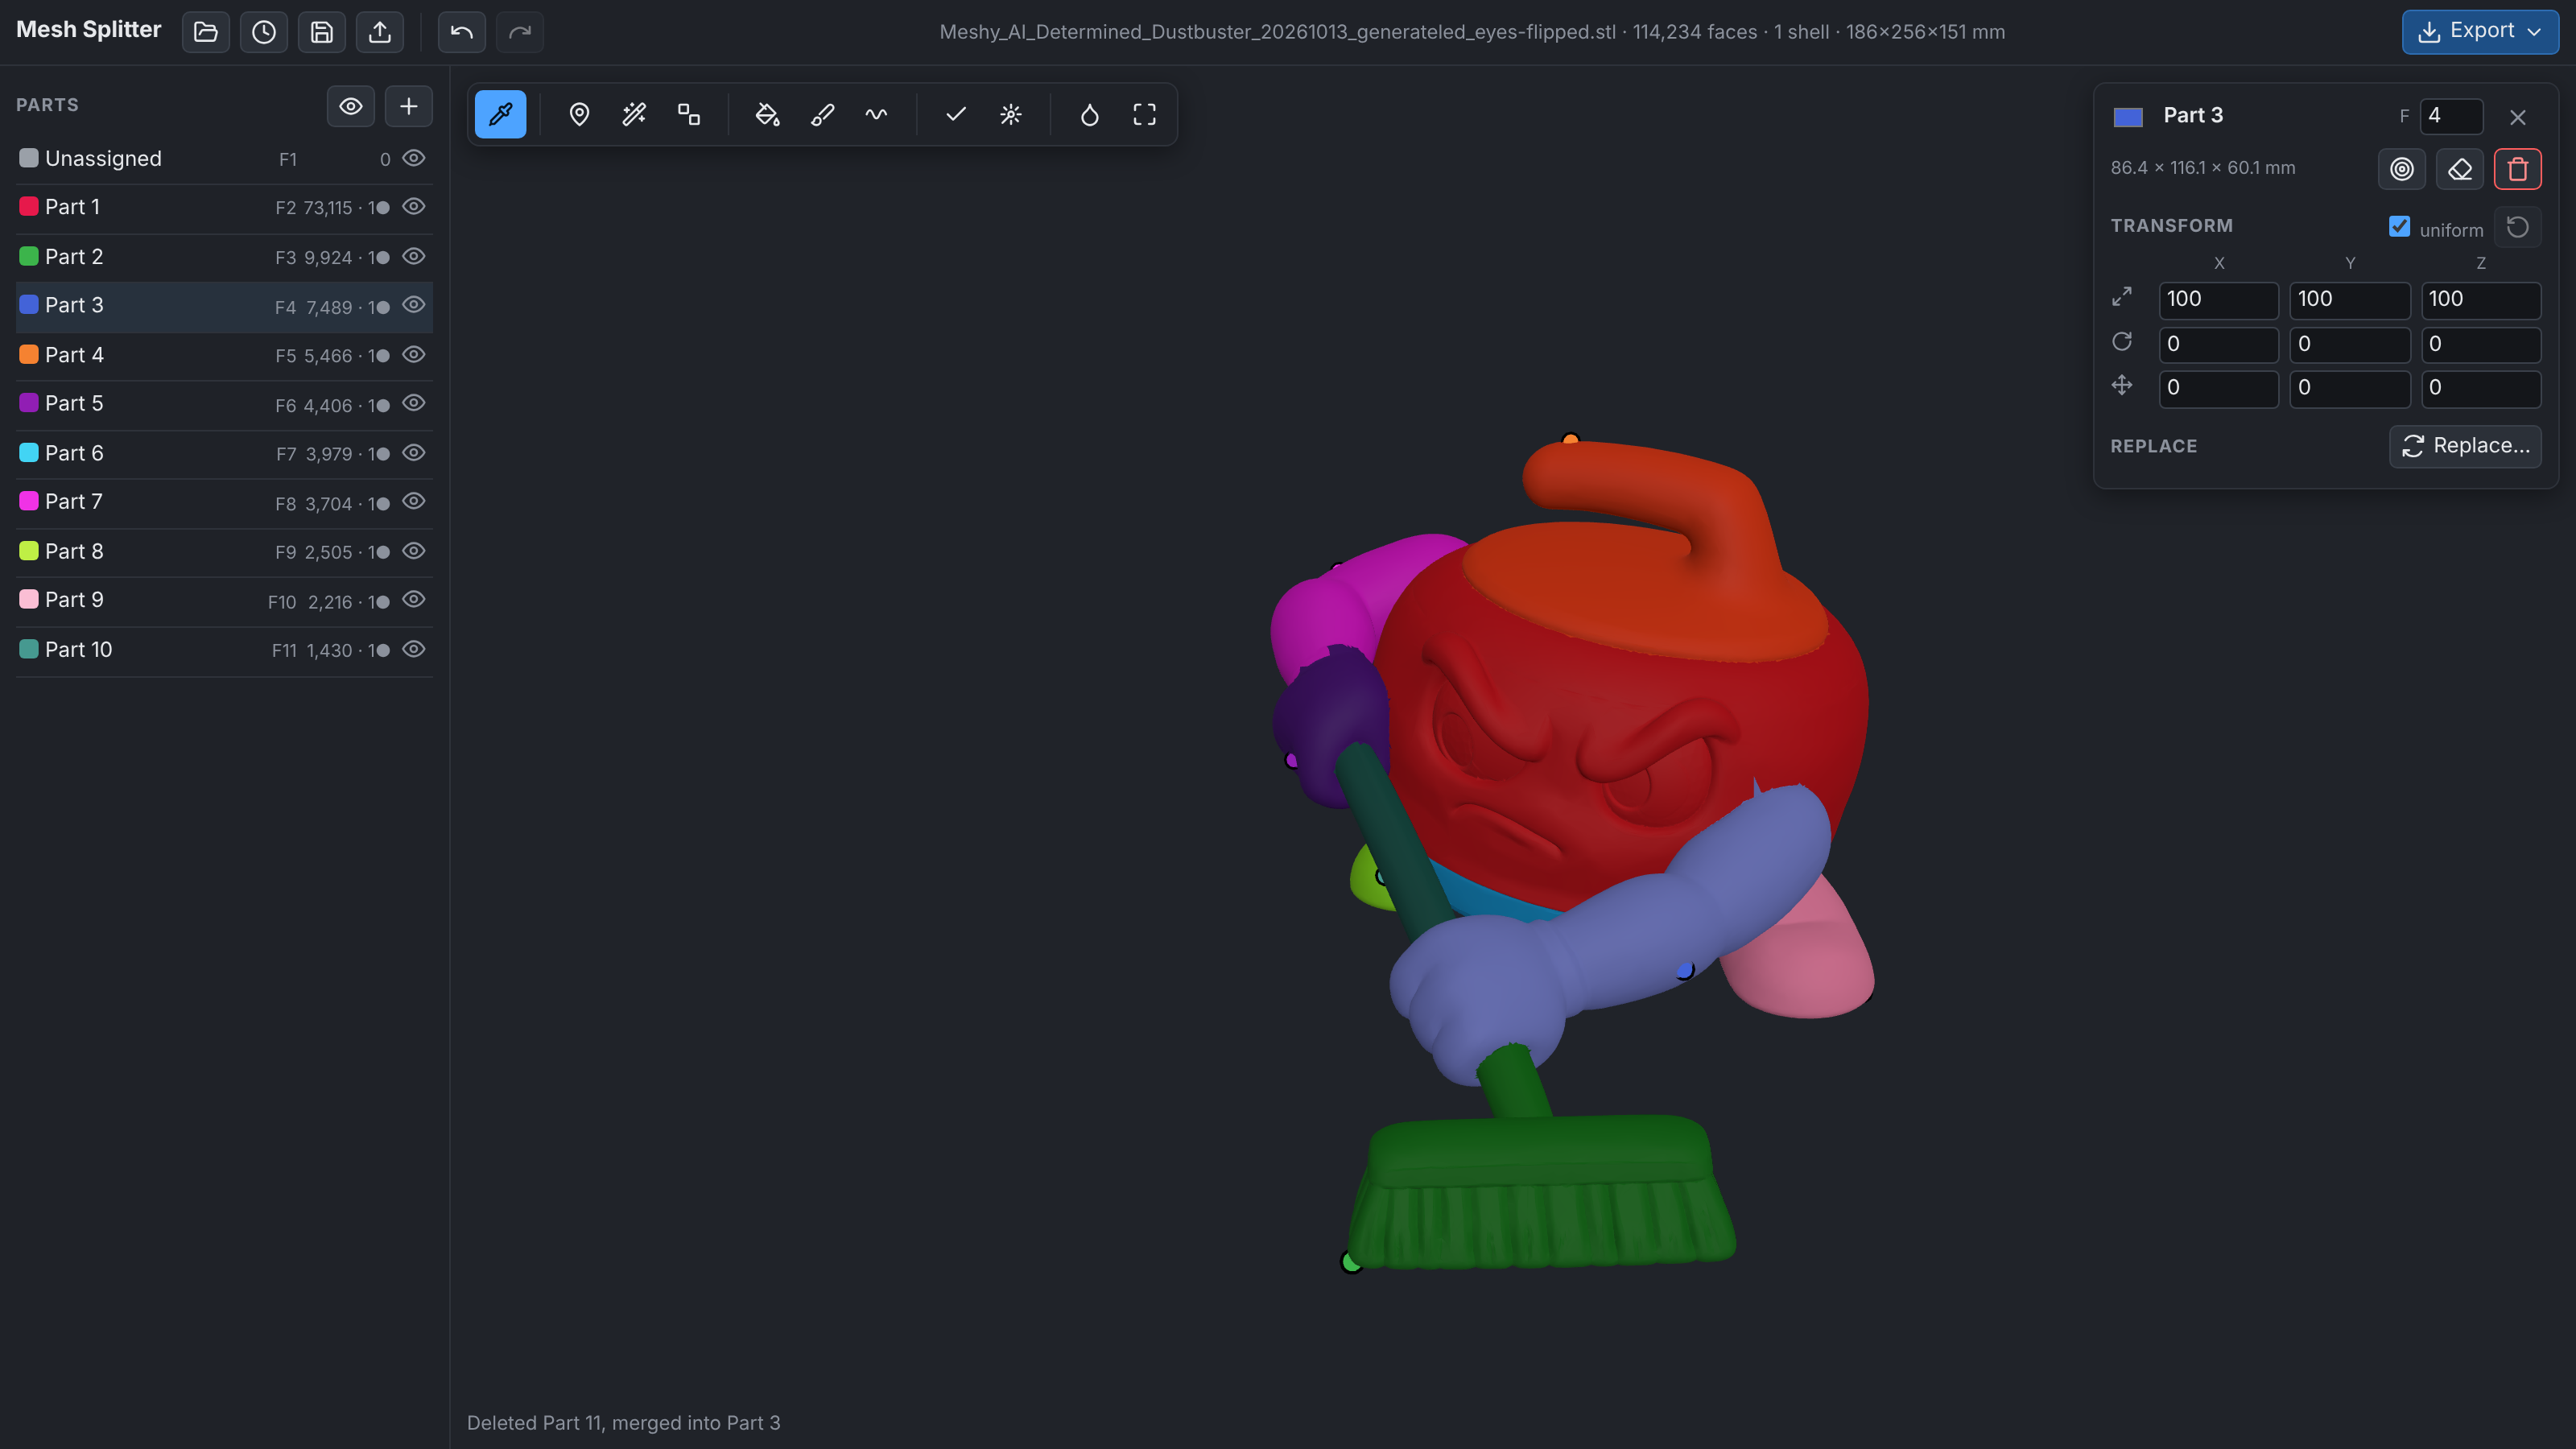 Mesh Splitter
Meshy_AI_Determined_Dustbuster_20261013_generateled_eyes-flipped.stl · 114,234 faces · 1 shell · 186×256×151 mm
Export
PARTS
Unassigned F1 0
Part 1 F2 73,115 · 1
Part 2 F3 9,924 · 1
Part 3 F4 7,489 · 1
Part 4 F5 5,466 · 1
Part 5 F6 4,406 · 1
Part 6 F7 3,979 · 1
Part 7 F8 3,704 · 1
Part 8 F9 2,505 · 1
Part 9 F10 2,216 · 1
Part 10 F11 1,430 · 1
Part 3 F 4
86.4 × 116.1 × 60.1 mm
TRANSFORM uniform
X Y Z
100 100 100
0 0 0
0 0 0
REPLACE Replace...
Deleted Part 11, merged into Part 3